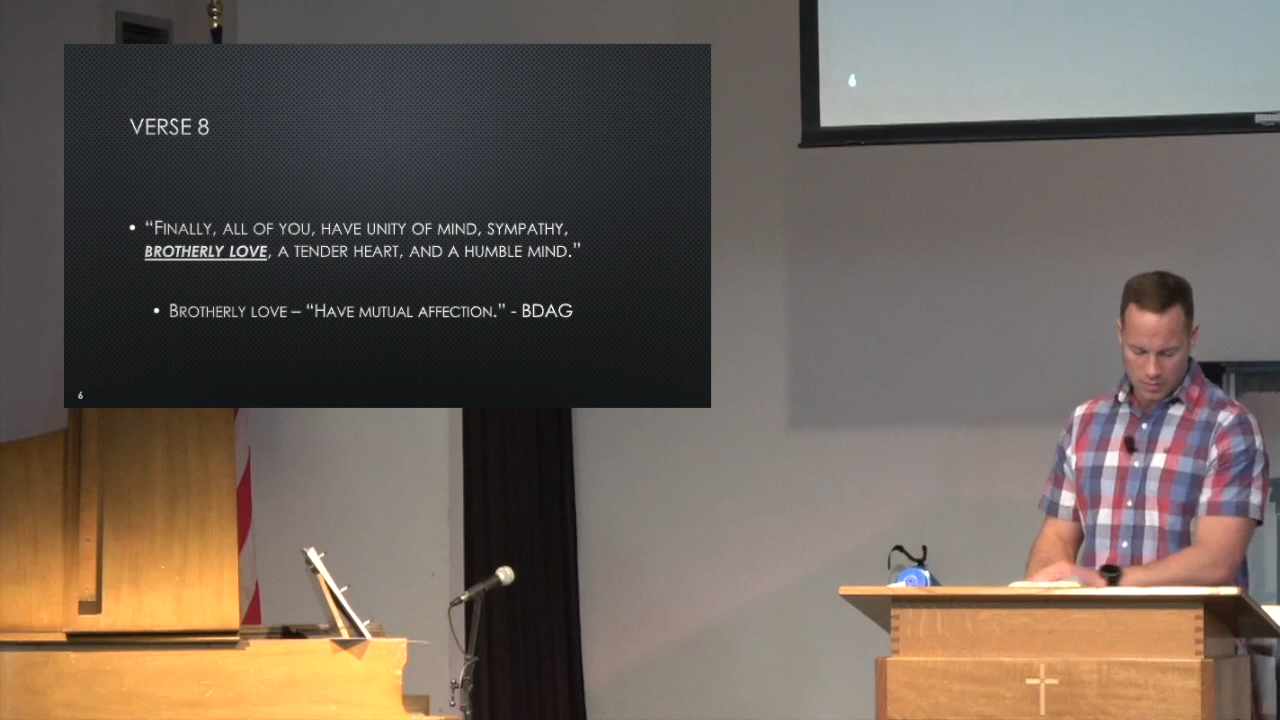 VERSE 8
• “FINALLY, ALL OF YOU, HAVE UNITY OF MIND, SYMPATHY,
BROTHERLY LOVE, A TENDER HEART, AND A HUMBLE MIND.”
• BROTHERLY LOVE – “HAVE MUTUAL AFFECTION.” - BDAG
6
6